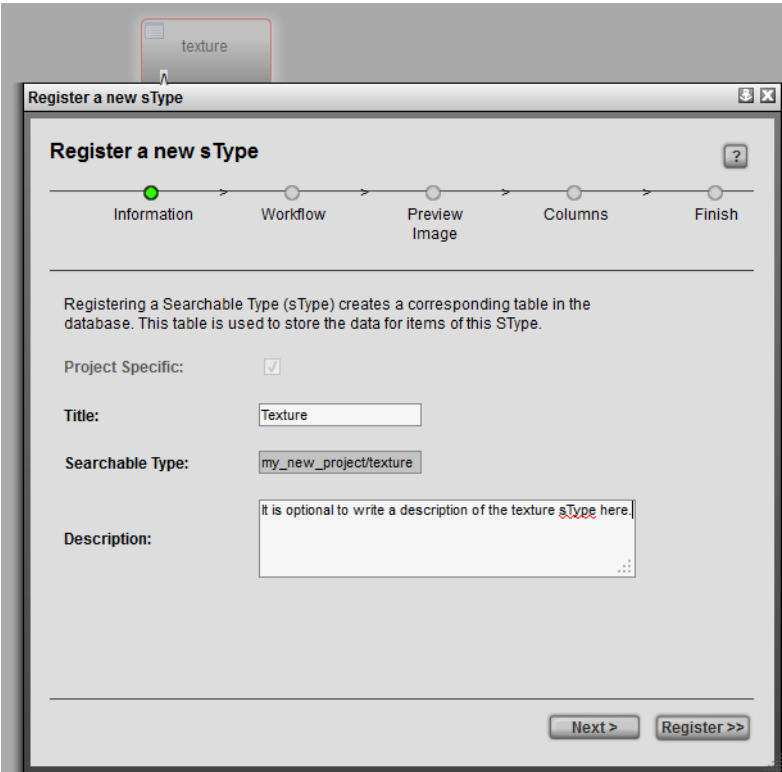 texture
Register a new sType
Register a new sType
?
> > > >
Information Workflow Preview Columns Finish
Image
Registering a Searchable Type (sType) creates a corresponding table in the
database. This table is used to store the data for items of this SType.
Project Specific:
Title: Texture
Searchable Type: my_new_project/texture
It is optional to write a description of the texture sType here.
Description:
Next > Register >>